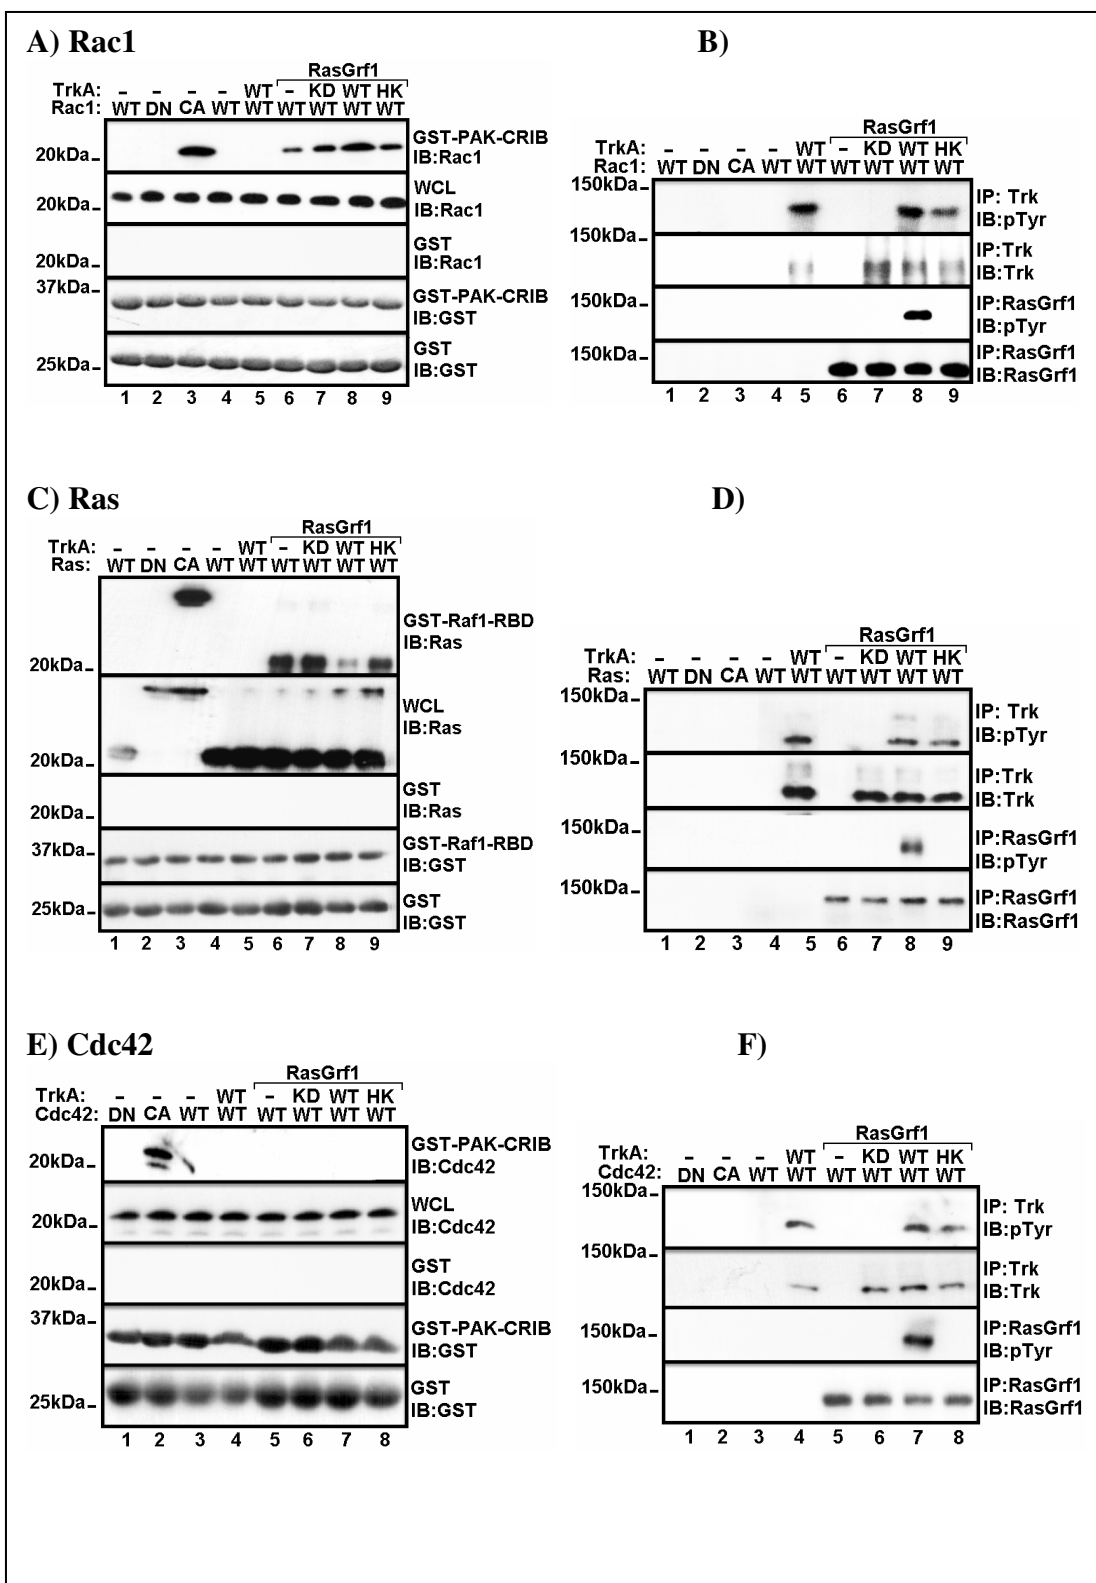 A) Rac1
RasGrf1
TrkA: - - - - WT - KD WT HK
Rac1: WT DN CA WT WT WT WT WT WT
20kDa
GST-PAK-CRIB
IB:Rac1
20kDa
WCL
IB:Rac1
20kDa
GST
IB:Rac1
37kDa
GST-PAK-CRIB
IB:GST
25kDa
GST
IB:GST
1 2 3 4 5 6 7 8 9
B)
RasGrf1
TrkA: - - - - WT - KD WT HK
Rac1: WT DN CA WT WT WT WT WT WT
150kDa
IP: Trk
IB:pTyr
150kDa
IP:Trk
IB:Trk
150kDa
IP:RasGrf1
IB:pTyr
150kDa
IP:RasGrf1
IB:RasGrf1
1 2 3 4 5 6 7 8 9
C) Ras
RasGrf1
TrkA: - - - - WT - KD WT HK
Ras: WT DN CA WT WT WT WT WT WT
GST-Raf1-RBD
IB:Ras
20kDa
WCL
IB:Ras
20kDa
GST
IB:Ras
20kDa
37kDa
GST-Raf1-RBD
IB:GST
25kDa
GST
IB:GST
1 2 3 4 5 6 7 8 9
D)
RasGrf1
TrkA: - - - - WT - KD WT HK
Ras: WT DN CA WT WT WT WT WT WT
150kDa
IP: Trk
IB:pTyr
150kDa
IP:Trk
IB:Trk
150kDa
IP:RasGrf1
IB:pTyr
150kDa
IP:RasGrf1
IB:RasGrf1
1 2 3 4 5 6 7 8 9
E) Cdc42
RasGrf1
TrkA: - - - WT - KD WT HK
Cdc42: DN CA WT WT WT WT WT WT
20kDa
GST-PAK-CRIB
IB:Cdc42
20kDa
WCL
IB:Cdc42
20kDa
GST
IB:Cdc42
37kDa
GST-PAK-CRIB
IB:GST
25kDa
GST
IB:GST
1 2 3 4 5 6 7 8
F)
RasGrf1
TrkA: - - - WT - KD WT HK
Cdc42: DN CA WT WT WT WT WT WT
150kDa
IP: Trk
IB:pTyr
150kDa
IP:Trk
IB:Trk
150kDa
IP:RasGrf1
IB:pTyr
150kDa
IP:RasGrf1
IB:RasGrf1
1 2 3 4 5 6 7 8